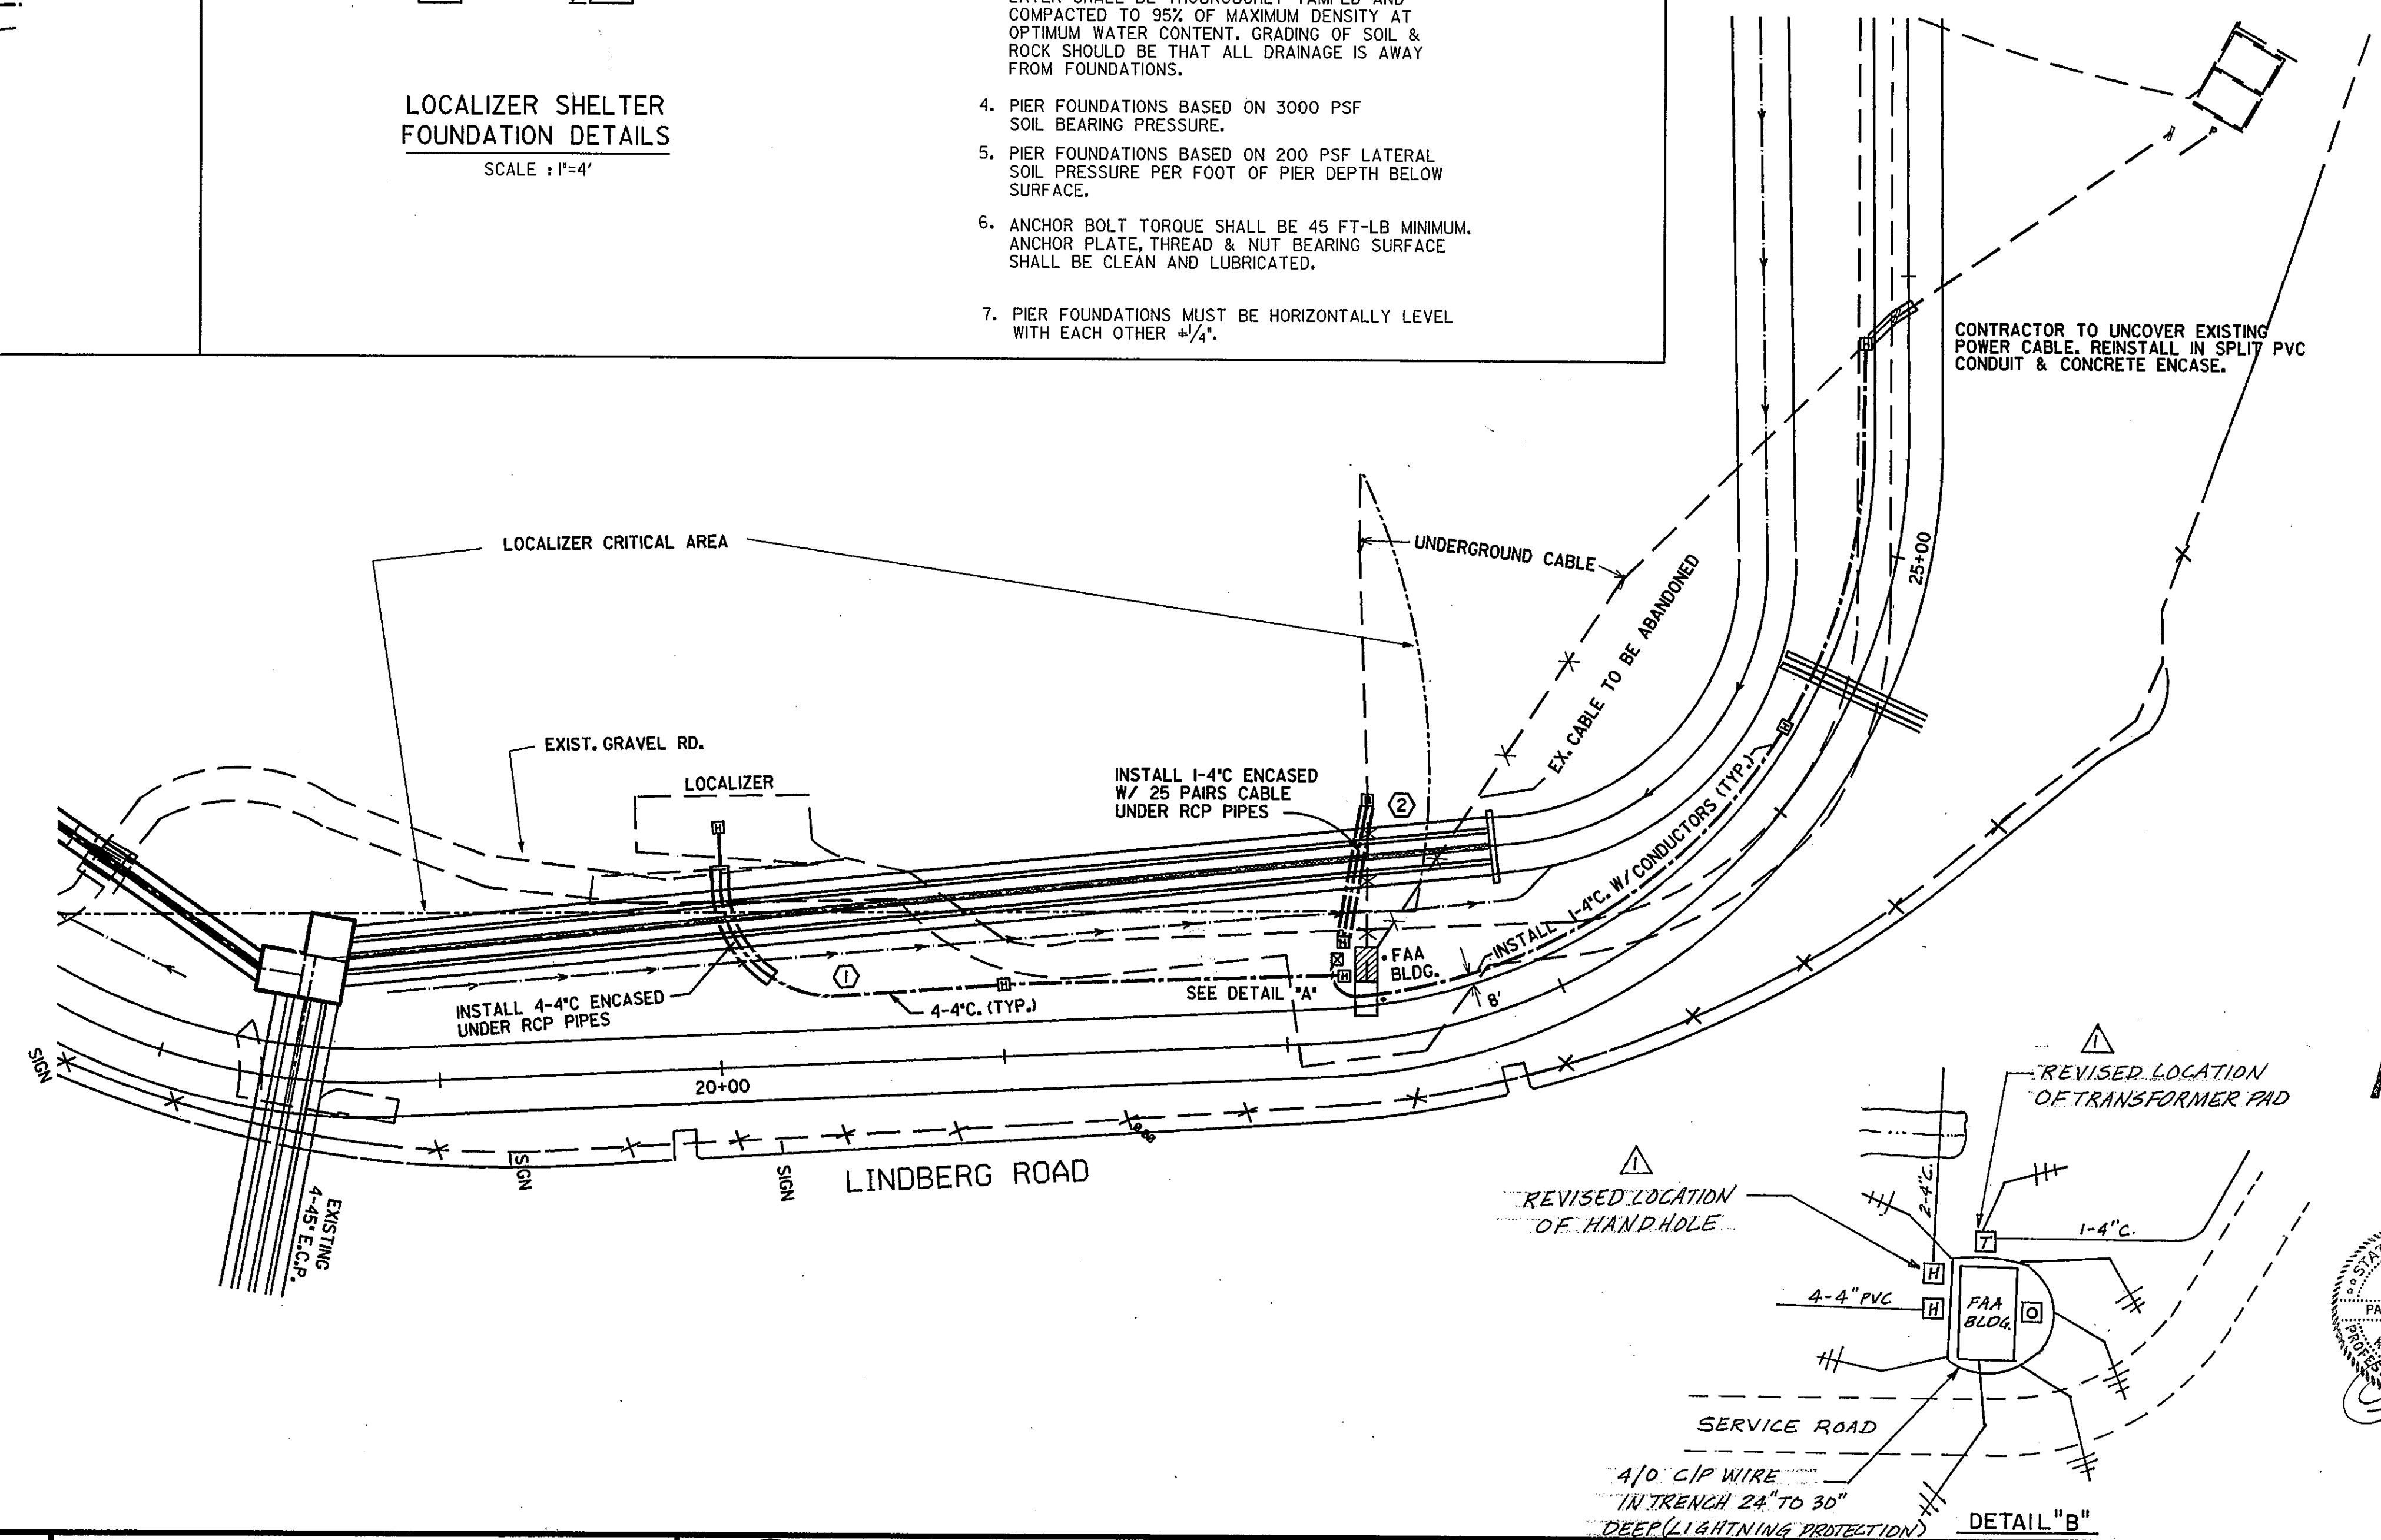 LOCALIZER SHELTER
FOUNDATION DETAILS
SCALE : 1"=4'
LAYER SHALL BE THOROUGHLY TAMPED AND
COMPACTED TO 95% OF MAXIMUM DENSITY AT
OPTIMUM WATER CONTENT. GRADING OF SOIL &
ROCK SHOULD BE THAT ALL DRAINAGE IS AWAY
FROM FOUNDATIONS.
4. PIER FOUNDATIONS BASED ON 3000 PSF
SOIL BEARING PRESSURE.
5. PIER FOUNDATIONS BASED ON 200 PSF LATERAL
SOIL PRESSURE PER FOOT OF PIER DEPTH BELOW
SURFACE.
6. ANCHOR BOLT TORQUE SHALL BE 45 FT-LB MINIMUM.
ANCHOR PLATE, THREAD & NUT BEARING SURFACE
SHALL BE CLEAN AND LUBRICATED.
7. PIER FOUNDATIONS MUST BE HORIZONTALLY LEVEL
WITH EACH OTHER ±1/4".
P
H
CONTRACTOR TO UNCOVER EXISTING
POWER CABLE. REINSTALL IN SPLIT PVC
CONDUIT & CONCRETE ENCASE.
LOCALIZER CRITICAL AREA
UNDERGROUND CABLE
EX. CABLE TO BE ABANDONED
25+00
EXIST. GRAVEL RD.
LOCALIZER
H
INSTALL 1-4"C ENCASED
W/ 25 PAIRS CABLE
UNDER RCP PIPES
2
H
H
INSTALL 1-4"C. W/ CONDUCTORS (TYP.)
H
FAA
BLDG.
H
8'
SEE DETAIL "A"
1
H
4-4"C. (TYP.)
INSTALL 4-4"C ENCASED
UNDER RCP PIPES
SIGN
20+00
SIGN
SIGN
LINDBERG ROAD
EXISTING
4-45" E.C.P.
1
REVISED LOCATION
OF TRANSFORMER PAD
1
REVISED LOCATION
OF HANDHOLE
2-4"C.
T
1-4"C.
H
4-4" PVC
H
FAA
BLDG.
O
SERVICE ROAD
4/0 C/P WIRE
IN TRENCH 24" TO 30"
DEEP (LIGHTNING PROTECTION)
DETAIL "B"